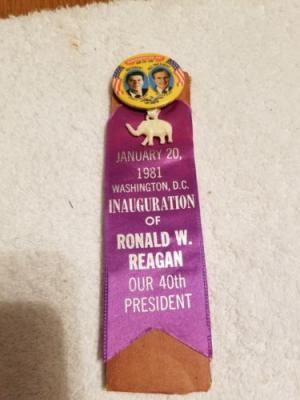 JANUARY 20,
1981
WASHINGTON, D.C.
INAUGURATION
OF
RONALD W.
REAGAN
OUR 40th
PRESIDENT